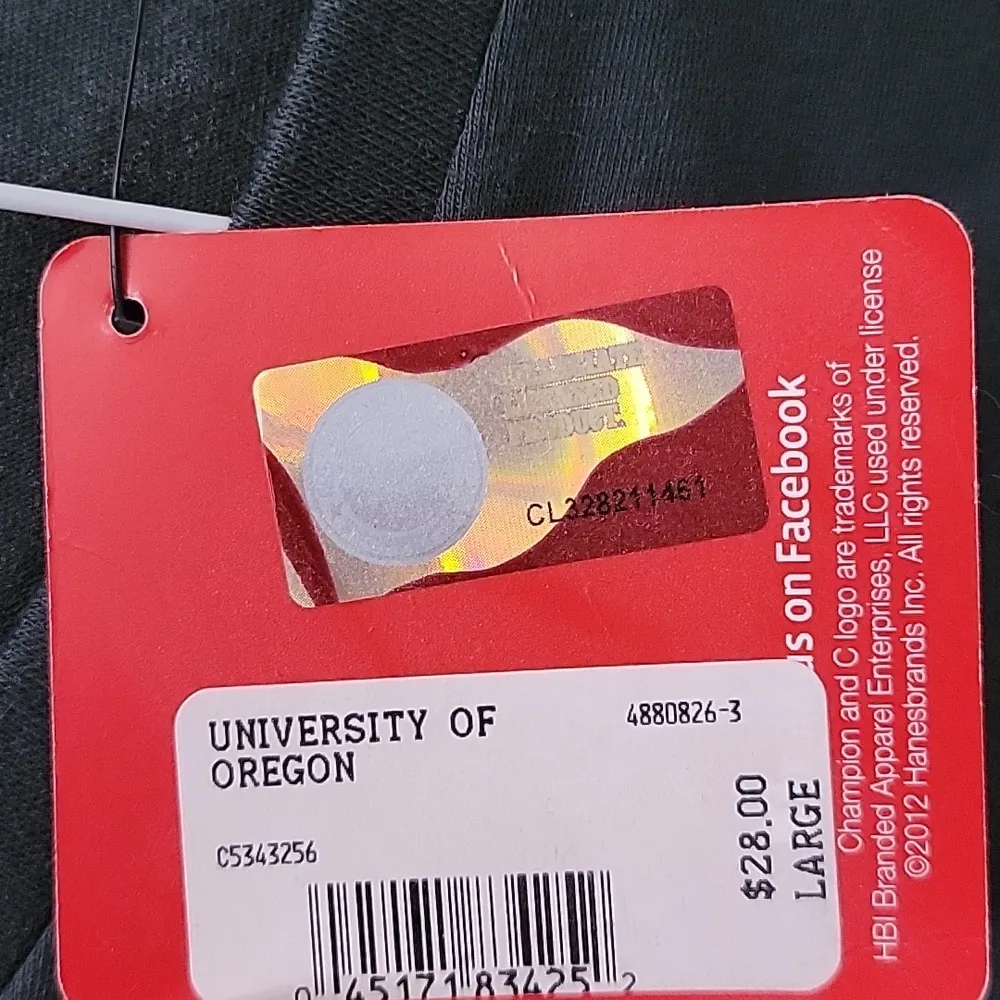 CL328211461
UNIVERSITY OF
OREGON
4880826-3
C5343256
$28.00
LARGE
0 45171 83425 2
us on Facebook
Champion and C logo are trademarks of
HBI Branded Apparel Enterprises, LLC used under license
©2012 Hanesbrands Inc. All rights reserved.